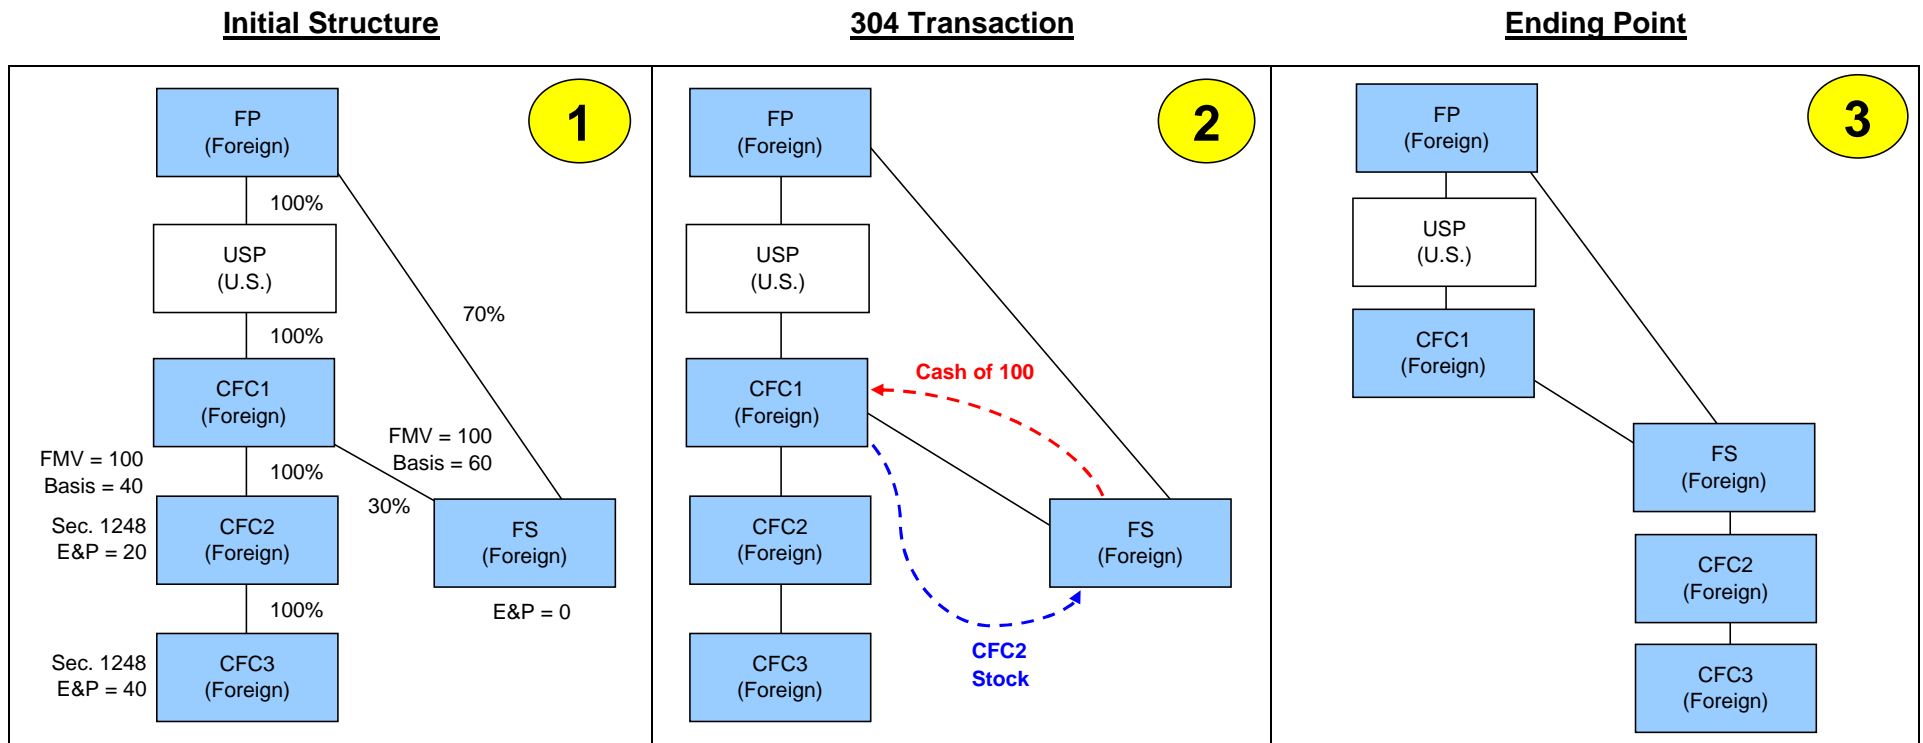 Initial Structure
304 Transaction
Ending Point
1
FP
(Foreign)
100%
USP
(U.S.)
70%
100%
CFC1
(Foreign)
FMV = 100
Basis = 60
FMV = 100
Basis = 40
100%
30%
Sec. 1248
E&P = 20
CFC2
(Foreign)
FS
(Foreign)
100%
E&P = 0
Sec. 1248
E&P = 40
CFC3
(Foreign)
2
FP
(Foreign)
USP
(U.S.)
Cash of 100
CFC1
(Foreign)
CFC2
(Foreign)
FS
(Foreign)
CFC3
(Foreign)
CFC2
Stock
3
FP
(Foreign)
USP
(U.S.)
CFC1
(Foreign)
FS
(Foreign)
CFC2
(Foreign)
CFC3
(Foreign)